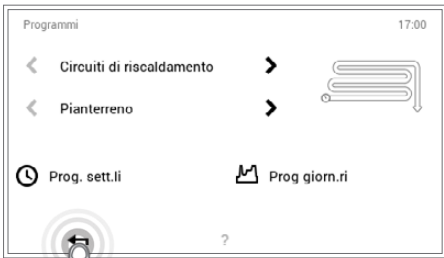 Programmi 17:00
Circuiti di riscaldamento
Pianterreno
Prog. sett.li Prog giorn.ri
?